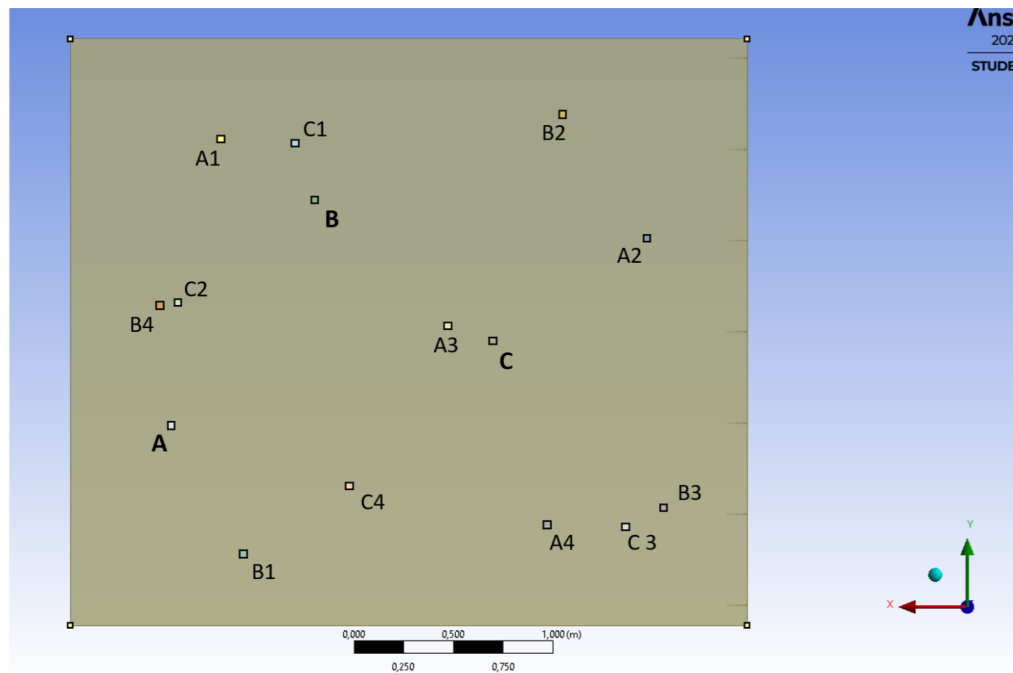 Ans
202
STUDE
C1
B2
A1
B
A2
C2
B4
A3
C
A
C4
B3
A4
C 3
B1
Y
X
0,000
0,500
1,000 (m)
0,250
0,750